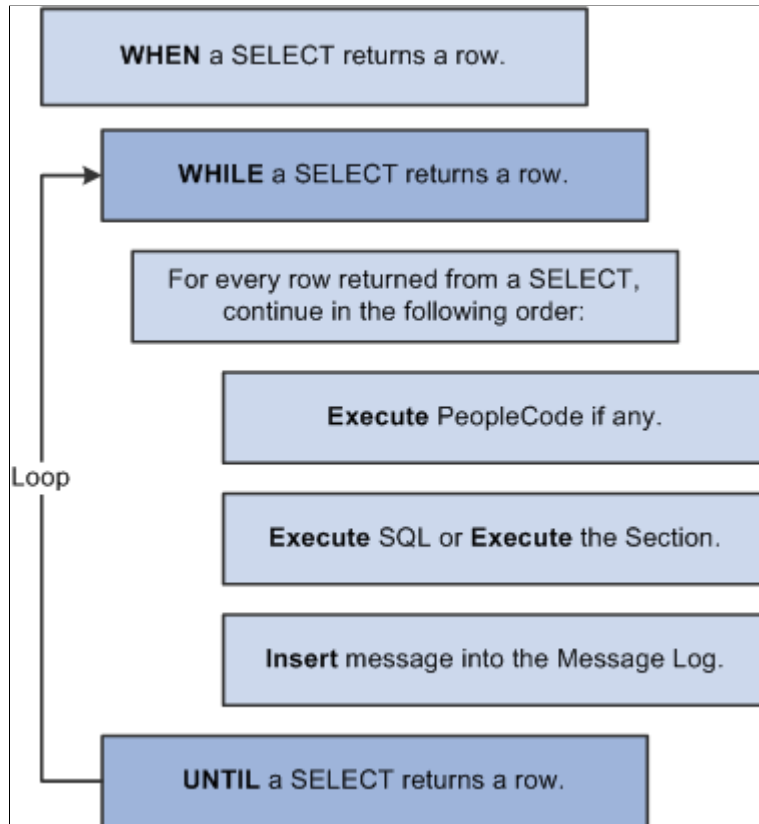 WHEN a SELECT returns a row.
WHILE a SELECT returns a row.
For every row returned from a SELECT,
continue in the following order:
Execute PeopleCode if any.
Loop
Execute SQL or Execute the Section.
Insert message into the Message Log.
UNTIL a SELECT returns a row.